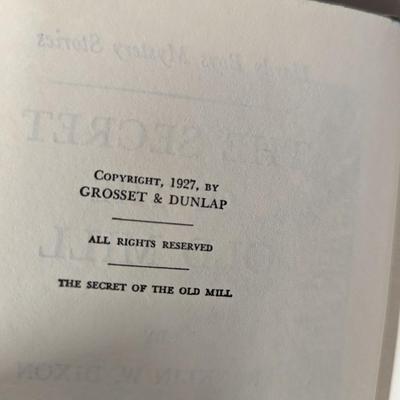 COPYRIGHT, 1927, BY
GROSSET & DUNLAP
ALL RIGHTS RESERVED
THE SECRET OF THE OLD MILL